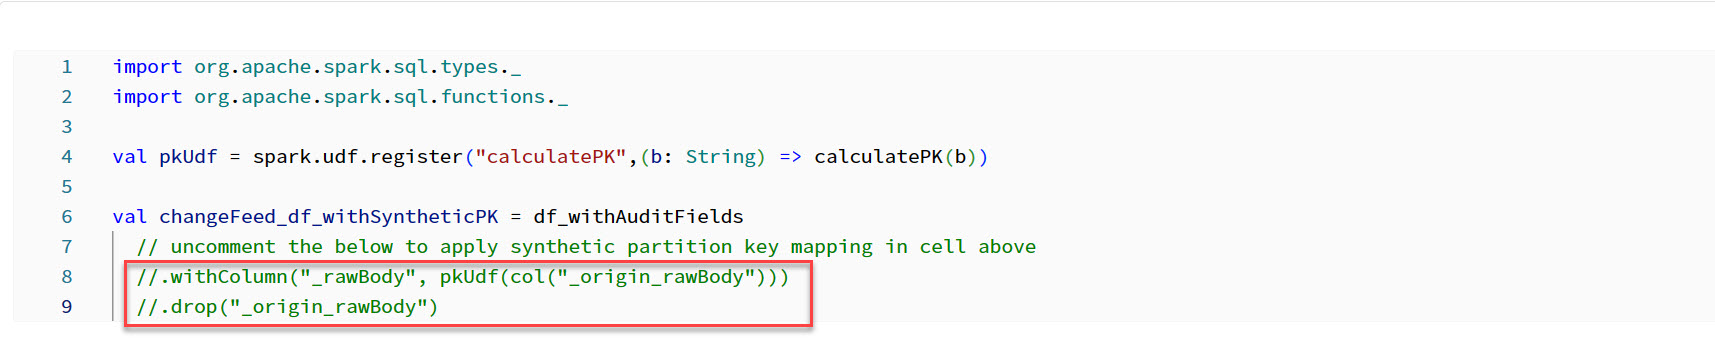 1 import org.apache.spark.sql.types._
2 import org.apache.spark.sql.functions._
3
4 val pkUdf = spark.udf.register("calculatePK",(b: String) => calculatePK(b))
5
6 val changeFeed_df_withSyntheticPK = df_withAuditFields
7 // uncomment the below to apply synthetic partition key mapping in cell above
8 //.withColumn("_rawBody", pkUdf(col("_origin_rawBody")))
9 //.drop("_origin_rawBody")